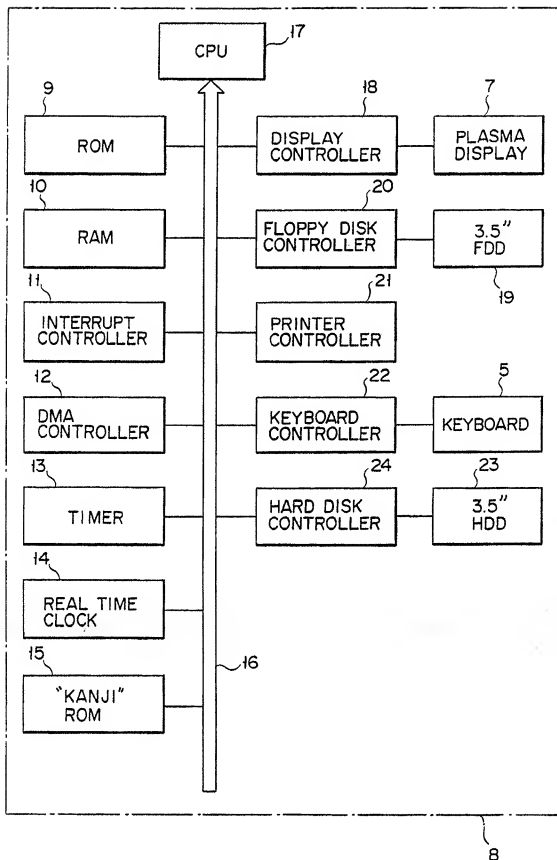 17
CPU
9
ROM
18
DISPLAY
CONTROLLER
7
PLASMA
DISPLAY
10
RAM
20
FLOPPY DISK
CONTROLLER
3.5"
FDD
19
11
INTERRUPT
CONTROLLER
21
PRINTER
CONTROLLER
12
DMA
CONTROLLER
22
KEYBOARD
CONTROLLER
5
KEYBOARD
13
TIMER
24
HARD DISK
CONTROLLER
23
3.5"
HDD
14
REAL TIME
CLOCK
15
"KANJI"
ROM
16
8